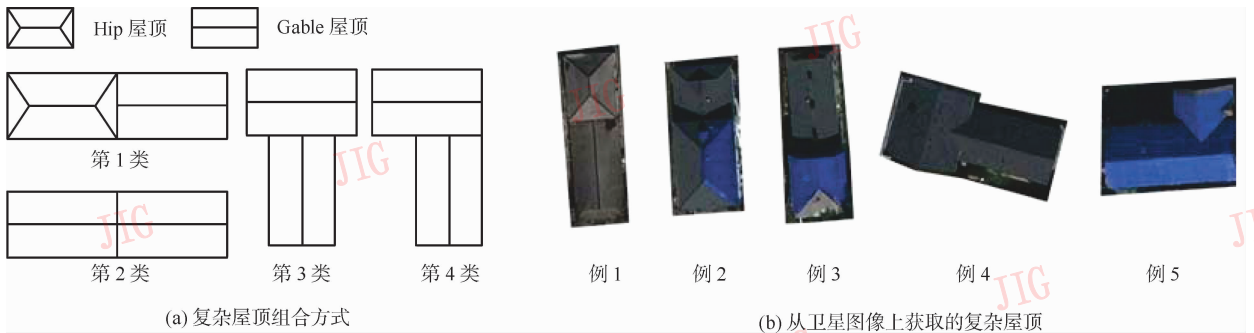 Hip 屋顶 Gable 屋顶
第1类
第2类 第3类 第4类
(a) 复杂屋顶组合方式
例1 例2 例3 例4 例5
(b) 从卫星图像上获取的复杂屋顶
JIG
JIG
JIG
JIG
JIG